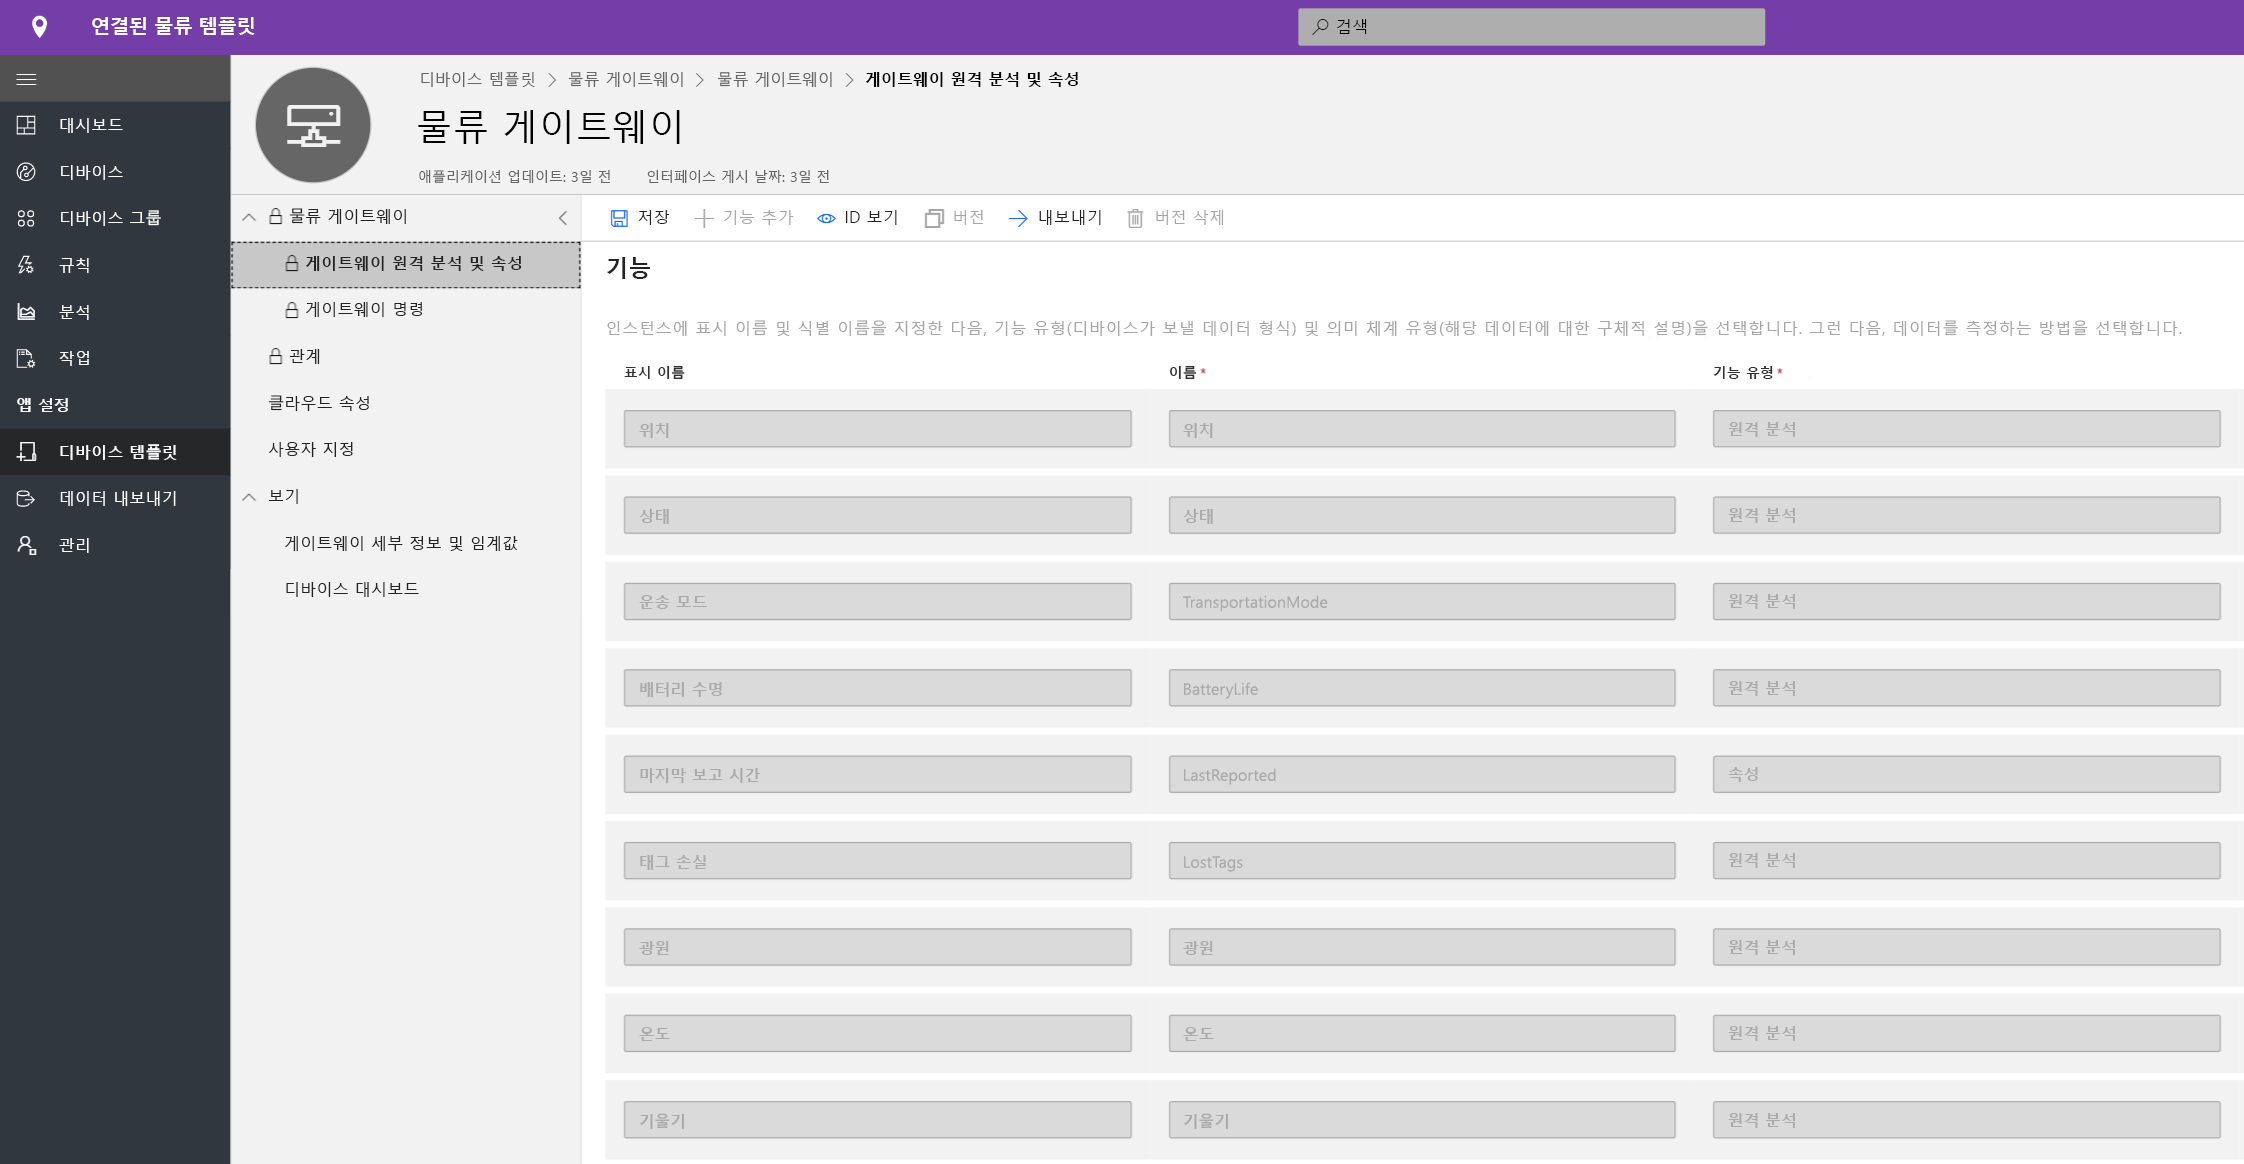 연결된 물류 템플릿
검색
대시보드
디바이스
디바이스 그룹
규칙
분석
작업
앱 설정
디바이스 템플릿
데이터 내보내기
관리
디바이스 템플릿 > 물류 게이트웨이 > 물류 게이트웨이 > 게이트웨이 원격 분석 및 속성
물류 게이트웨이
애플리케이션 업데이트: 3일 전 인터페이스 게시 날짜: 3일 전
물류 게이트웨이
게이트웨이 원격 분석 및 속성
게이트웨이 명령
관계
클라우드 속성
사용자 지정
보기
게이트웨이 세부 정보 및 임계값
디바이스 대시보드
저장 기능 추가 ID 보기 버전 내보내기 버전 삭제
기능
인스턴스에 표시 이름 및 식별 이름을 지정한 다음, 기능 유형(디바이스가 보낼 데이터 형식) 및 의미 체계 유형(해당 데이터에 대한 구체적 설명)을 선택합니다. 그런 다음, 데이터를 측정하는 방법을 선택합니다.
표시 이름 이름* 기능 유형*
위치 위치 원격 분석
상태 상태 원격 분석
운송 모드 TransportationMode 원격 분석
배터리 수명 BatteryLife 원격 분석
마지막 보고 시간 LastReported 속성
태그 손실 LostTags 원격 분석
광원 광원 원격 분석
온도 온도 원격 분석
기울기 기울기 원격 분석